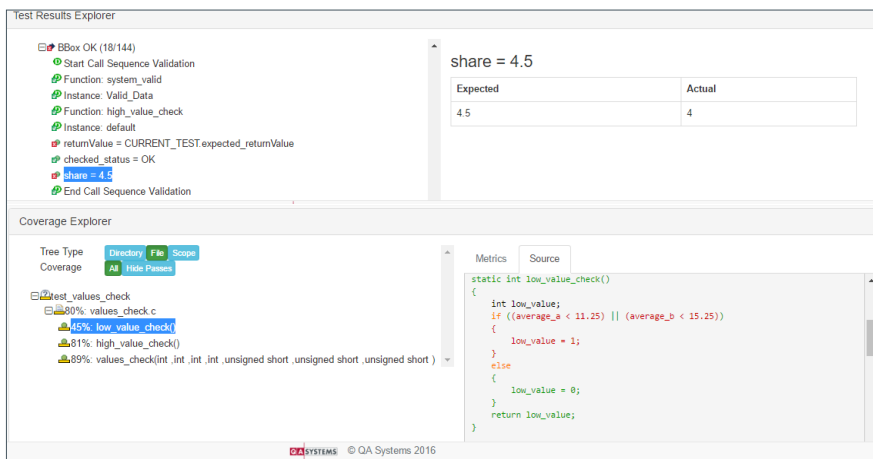 Test Results Explorer
BBox OK (18/144)
Start Call Sequence Validation
Function: system_valid
Instance: Valid_Data
Function: high_value_check
Instance: default
returnValue = CURRENT_TEST.expected_returnValue
checked_status = OK
share = 4.5
End Call Sequence Validation
share = 4.5
Expected Actual
4.5 4
Coverage Explorer
Tree Type Directory File Scope
Coverage All Hide Passes
test_values_check
80%: values_check.c
45%: low_value_check()
81%: high_value_check()
89%: values_check(int ,int ,int ,int ,unsigned short ,unsigned short ,unsigned short )
Metrics Source
static int low_value_check()
{
int low_value;
if ((average_a < 11.25) || (average_b < 15.25))
{
low_value = 1;
}
else
{
low_value = 0;
}
return low_value;
}
QA SYSTEMS © QA Systems 2016